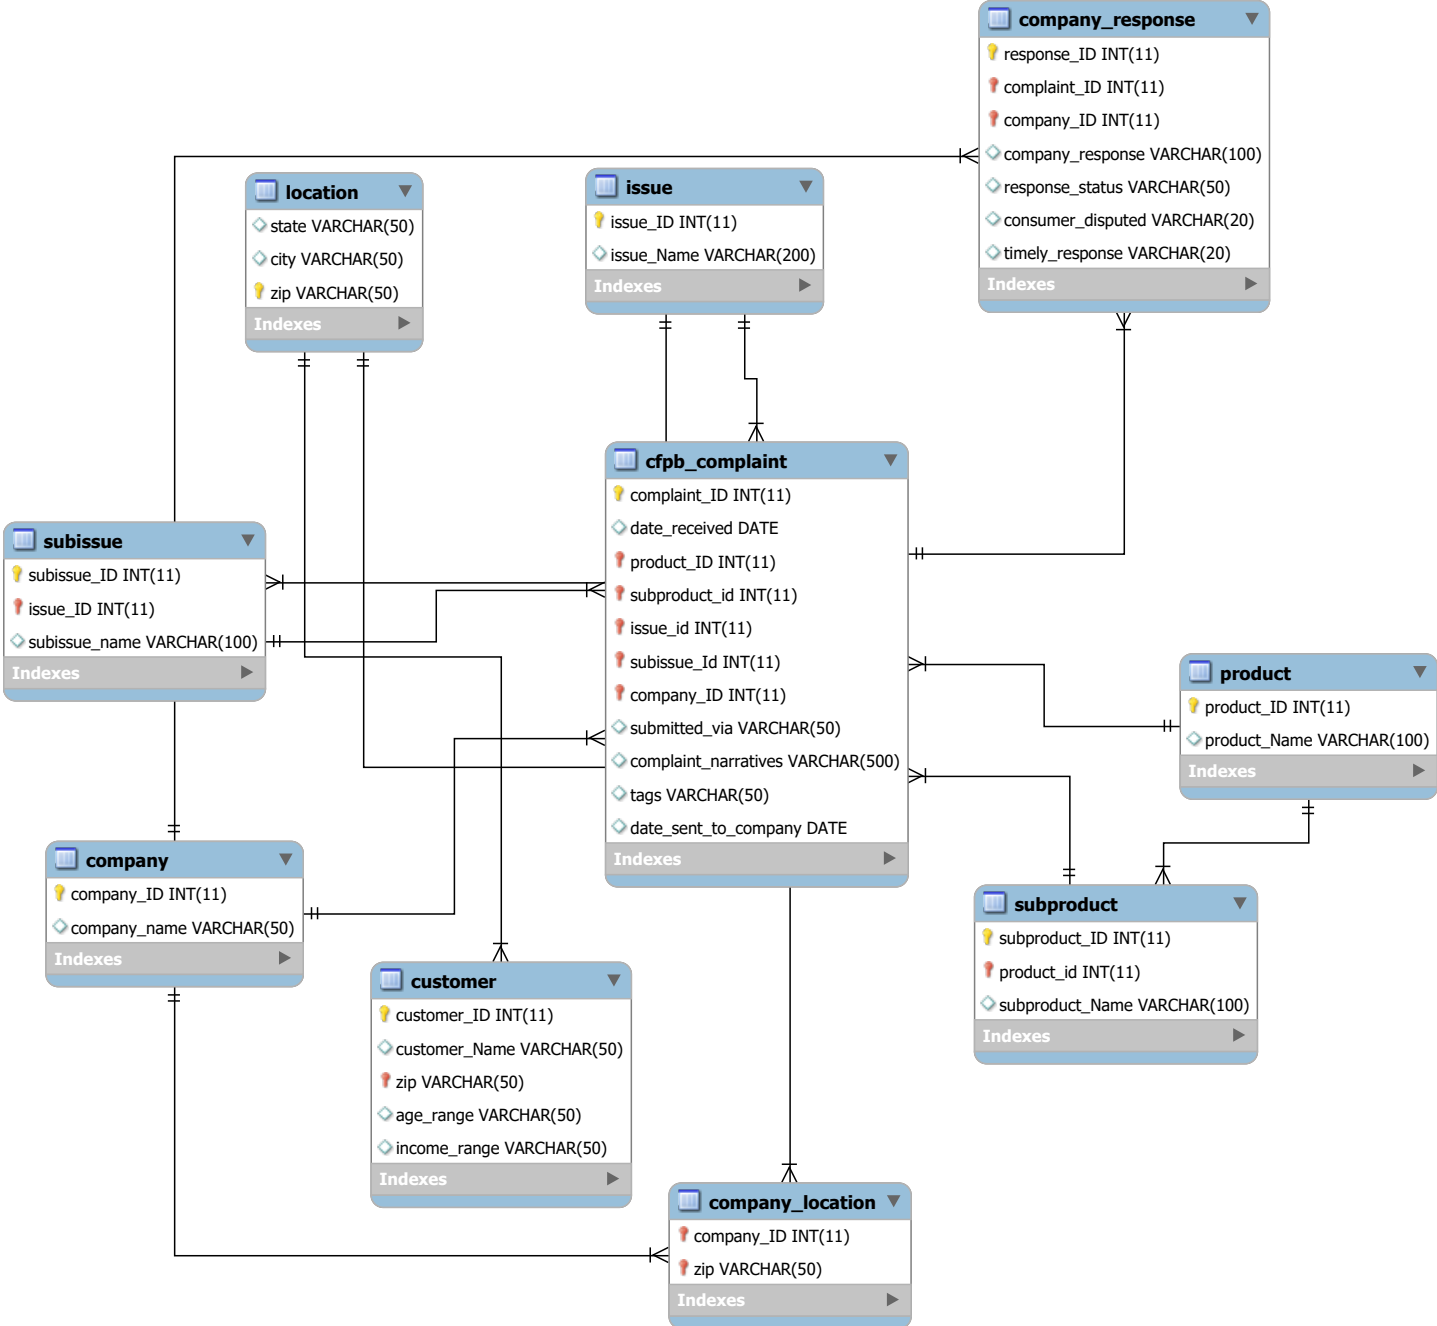 company_response
response_ID INT(11)
complaint_ID INT(11)
company_ID INT(11)
company_response VARCHAR(100)
response_status VARCHAR(50)
consumer_disputed VARCHAR(20)
timely_response VARCHAR(20)
Indexes
location
state VARCHAR(50)
city VARCHAR(50)
zip VARCHAR(50)
Indexes
issue
issue_ID INT(11)
issue_Name VARCHAR(200)
Indexes
cfpb_complaint
complaint_ID INT(11)
date_received DATE
product_ID INT(11)
subproduct_id INT(11)
issue_id INT(11)
subissue_Id INT(11)
company_ID INT(11)
submitted_via VARCHAR(50)
complaint_narratives VARCHAR(500)
tags VARCHAR(50)
date_sent_to_company DATE
Indexes
subissue
subissue_ID INT(11)
issue_ID INT(11)
subissue_name VARCHAR(100)
Indexes
product
product_ID INT(11)
product_Name VARCHAR(100)
Indexes
company
company_ID INT(11)
company_name VARCHAR(50)
Indexes
subproduct
subproduct_ID INT(11)
product_id INT(11)
subproduct_Name VARCHAR(100)
Indexes
customer
customer_ID INT(11)
customer_Name VARCHAR(50)
zip VARCHAR(50)
age_range VARCHAR(50)
income_range VARCHAR(50)
Indexes
company_location
company_ID INT(11)
zip VARCHAR(50)
Indexes